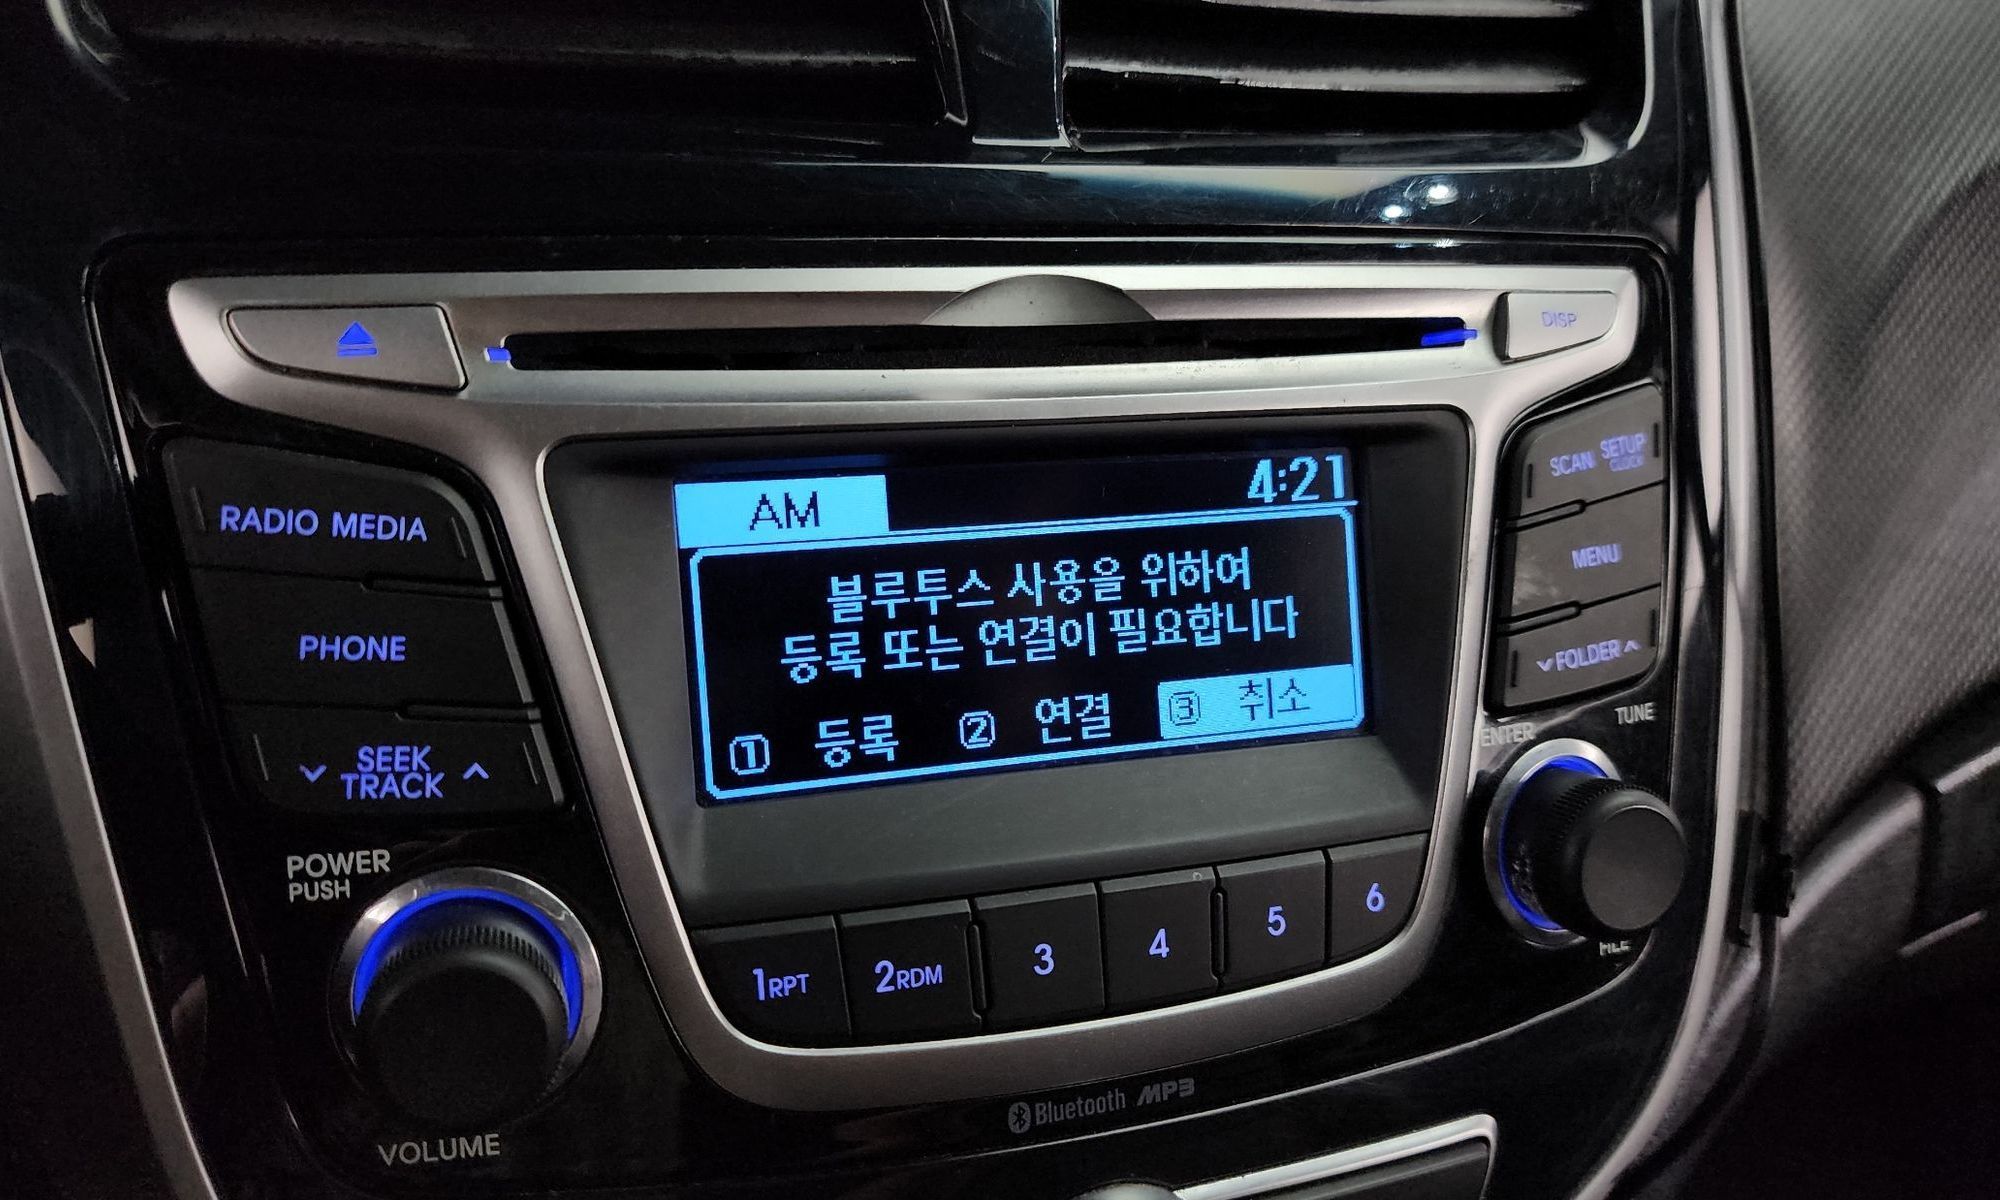 DISP
RADIO MEDIA
PHONE
SEEK
TRACK
POWER
PUSH
VOLUME
AM
4:21
블루투스 사용을 위하여
등록 또는 연결이 필요합니다
① 등록 ② 연결 ③ 취소
SCAN SETUP
CLOCK
MENU
FOLDER
TUNE
ENTER
FILE
1RPT
2RDM
3
4
5
6
Bluetooth MP3